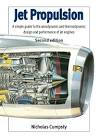 Jet Propulsion
A simple guide to the aerodynamic and thermodynamic
design and performance of jet engines
Second edition
Nicholas Cumpsty